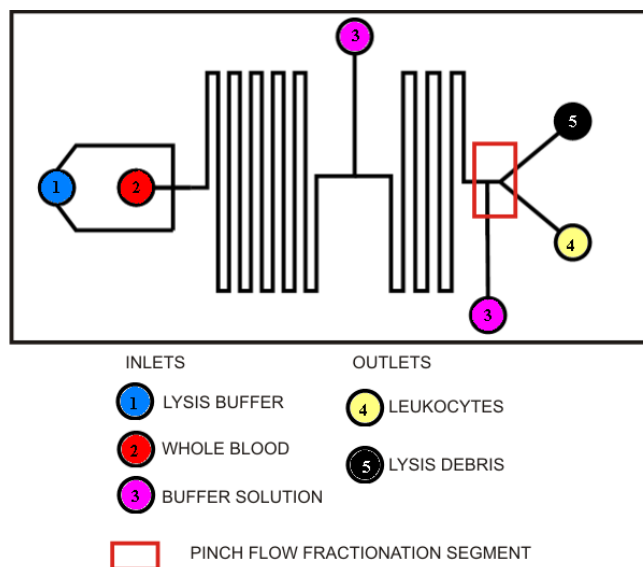 3
5
1
2
4
3
INLETS OUTLETS
1 LYSIS BUFFER 4 LEUKOCYTES
2 WHOLE BLOOD 5 LYSIS DEBRIS
3 BUFFER SOLUTION
PINCH FLOW FRACTIONATION SEGMENT